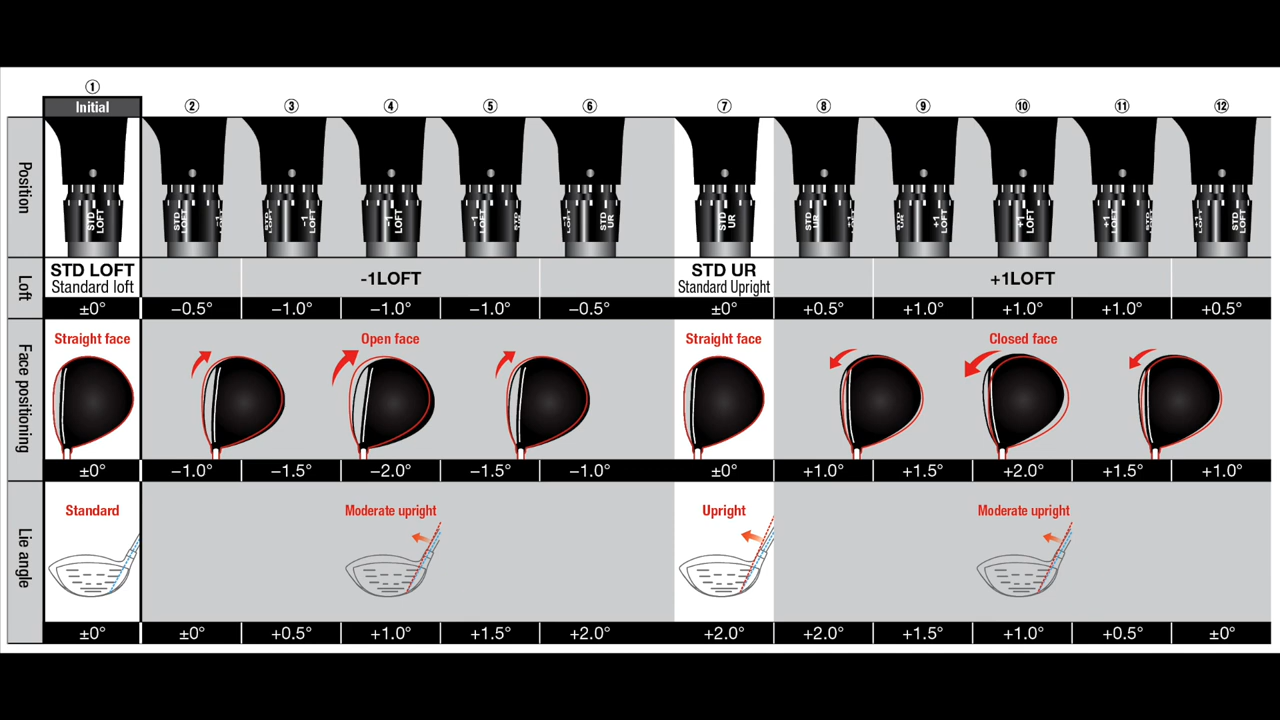 ①
Initial
② ③ ④ ⑤ ⑥ ⑦ ⑧ ⑨ ⑩ ⑪ ⑫
Position
STD LOFT
STD LOFT
-1 LOFT
-1 LOFT
-1 LOFT
STD UR
STD UR
STD UR
+1 LOFT
+1 LOFT
+1 LOFT
STD LOFT
Loft
STD LOFT
Standard loft
-1LOFT
STD UR
Standard Upright
+1LOFT
±0° −0.5° −1.0° −1.0° −1.0° −0.5° ±0° +0.5° +1.0° +1.0° +1.0° +0.5°
Face positioning
Straight face Open face Straight face Closed face
±0° −1.0° −1.5° −2.0° −1.5° −1.0° ±0° +1.0° +1.5° +2.0° +1.5° +1.0°
Lie angle
Standard Moderate upright Upright Moderate upright
±0° ±0° +0.5° +1.0° +1.5° +2.0° +2.0° +2.0° +1.5° +1.0° +0.5° ±0°